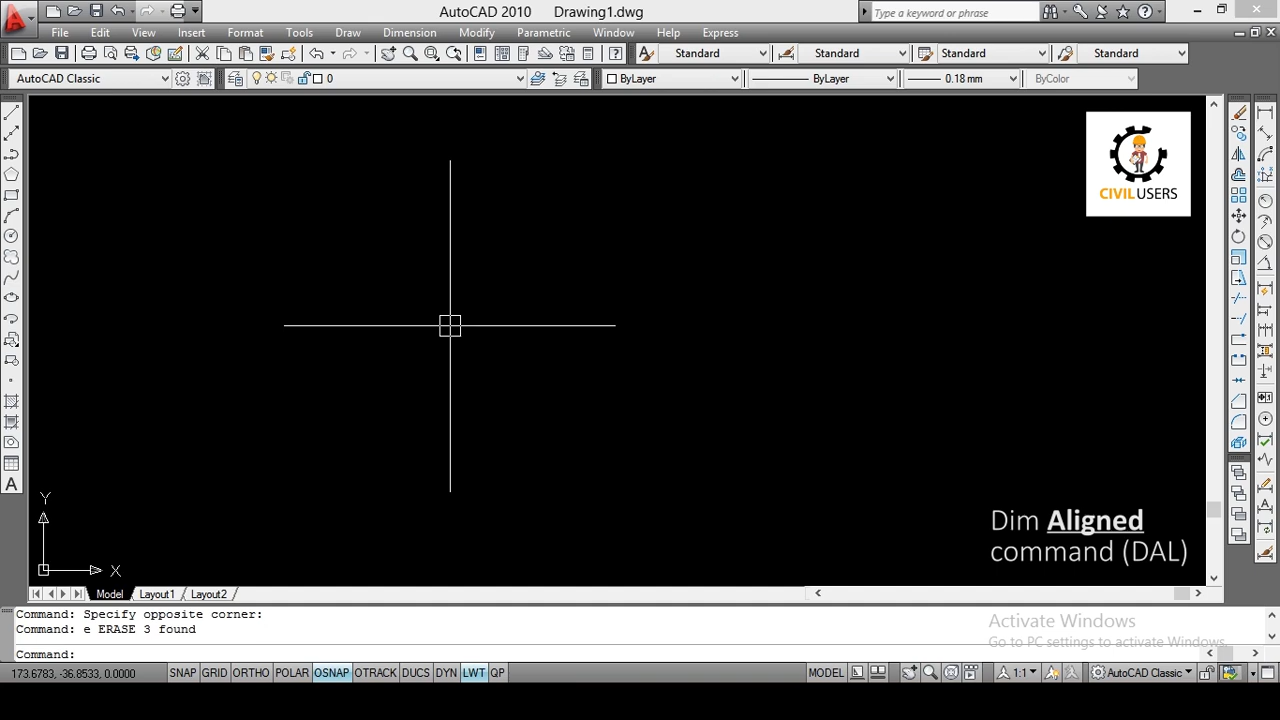 AutoCAD 2010 Drawing1.dwg
Type a keyword or phrase
File Edit View Insert Format Tools Draw Dimension Modify Parametric Window Help Express
Standard Standard Standard Standard
AutoCAD Classic 0 ByLayer ByLayer 0.18 mm ByColor
CIVILUSERS
Y
X
Dim Aligned
command (DAL)
Model Layout1 Layout2
Command: Specify opposite corner:
Command: e ERASE 3 found
Command:
Activate Windows
Go to PC settings to activate Windows.
173.6783, -36.8533, 0.0000 SNAP GRID ORTHO POLAR OSNAP OTRACK DUCS DYN LWT QP MODEL 1:1 AutoCAD Classic